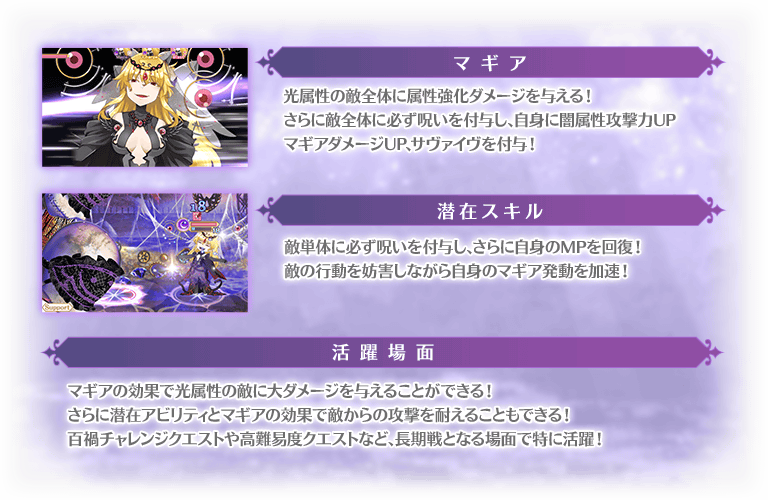 マギア
光属性の敵全体に属性強化ダメージを与える！
さらに敵全体に必ず呪いを付与し、自身に闇属性攻撃力UP
マギアダメージUP、サヴァイヴを付与！
18
潜在スキル
敵単体に必ず呪いを付与し、さらに自身のMPを回復！
敵の行動を妨害しながら自身のマギア発動を加速！
Support
活躍場面
マギアの効果で光属性の敵に大ダメージを与えることができる！
さらに潜在アビリティとマギアの効果で敵からの攻撃を耐えることもできる！
百禍チャレンジクエストや高難易度クエストなど、長期戦となる場面で特に活躍！